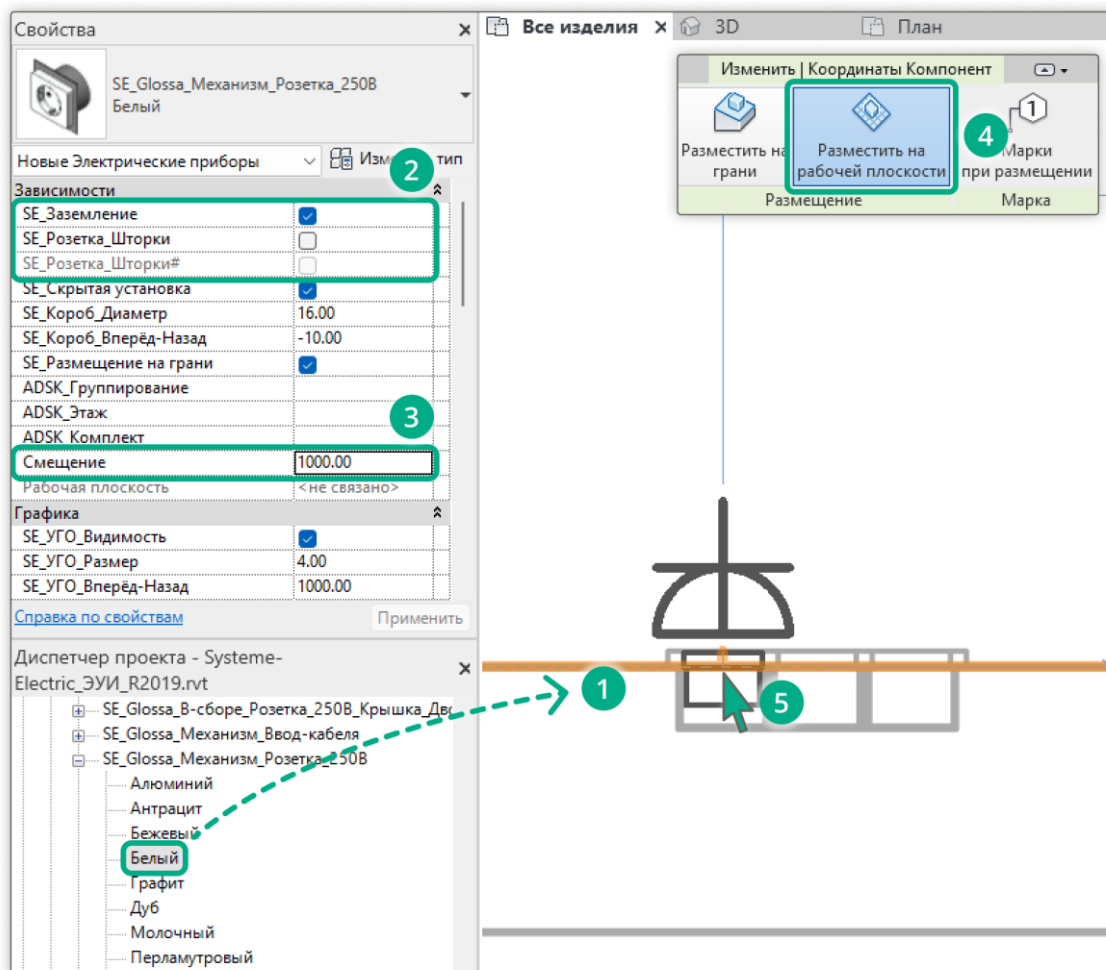 Свойства
SE_Glossa_Механизм_Розетка_250В
Белый
Новые Электрические приборы
тип
2
Зависимости
SE_Заземление
SE_Розетка_Шторки
SE_Розетка_Шторки#
SE_Скрытая установка
SE_Короб_Диаметр 16.00
SE_Короб_Вперёд-Назад -10.00
SE_Размещение на грани
ADSK_Группирование
ADSK_Этаж
3
ADSK_Комплект
Смещение 1000.00
Рабочая плоскость <не связано>
Графика
SE_УГО_Видимость
SE_УГО_Размер 4.00
SE_УГО_Вперёд-Назад 1000.00
Справка по свойствам Применить
Диспетчер проекта - Systeme-
Electric_ЭУИ_R2019.rvt
SE_Glossa_В-сборе_Розетка_250В_Крышка
SE_Glossa_Механизм_Ввод-кабеля
SE_Glossa_Механизм_Розетка_250В
Алюминий
Антрацит
Бежевый
Белый
Графит
Дуб
Молочный
Перламутровый
Все изделия 3D План
Изменить | Координаты Компонент
Разместить на
грани
Разместить на
рабочей плоскости
4
1
Марки
при размещении
Размещение Марка
1
5